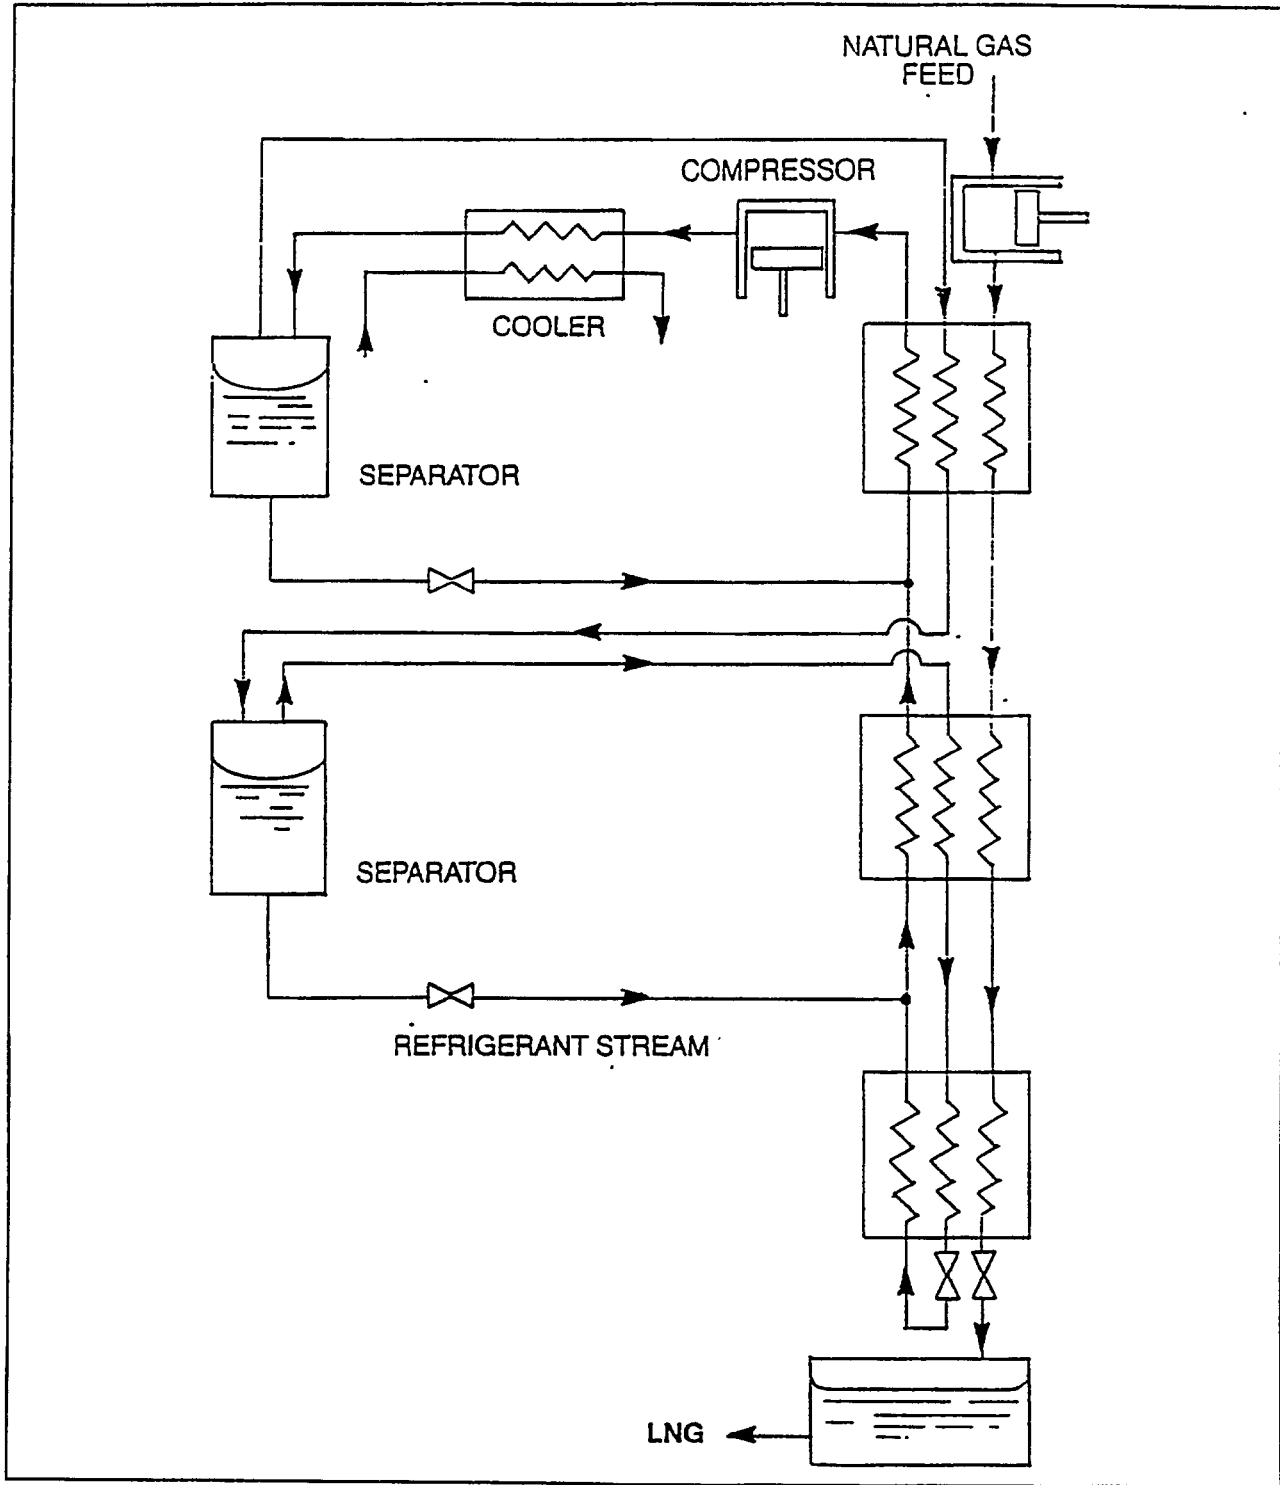 NATURAL GAS
FEED
COMPRESSOR
COOLER
SEPARATOR
SEPARATOR
REFRIGERANT STREAM
LNG